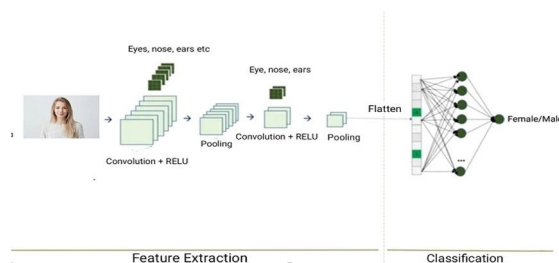 Eyes, nose, ears etc
Eye, nose, ears
Flatten
Female/Male
Convolution + RELU
Pooling
Convolution + RELU
Pooling
...
Feature Extraction
Classification